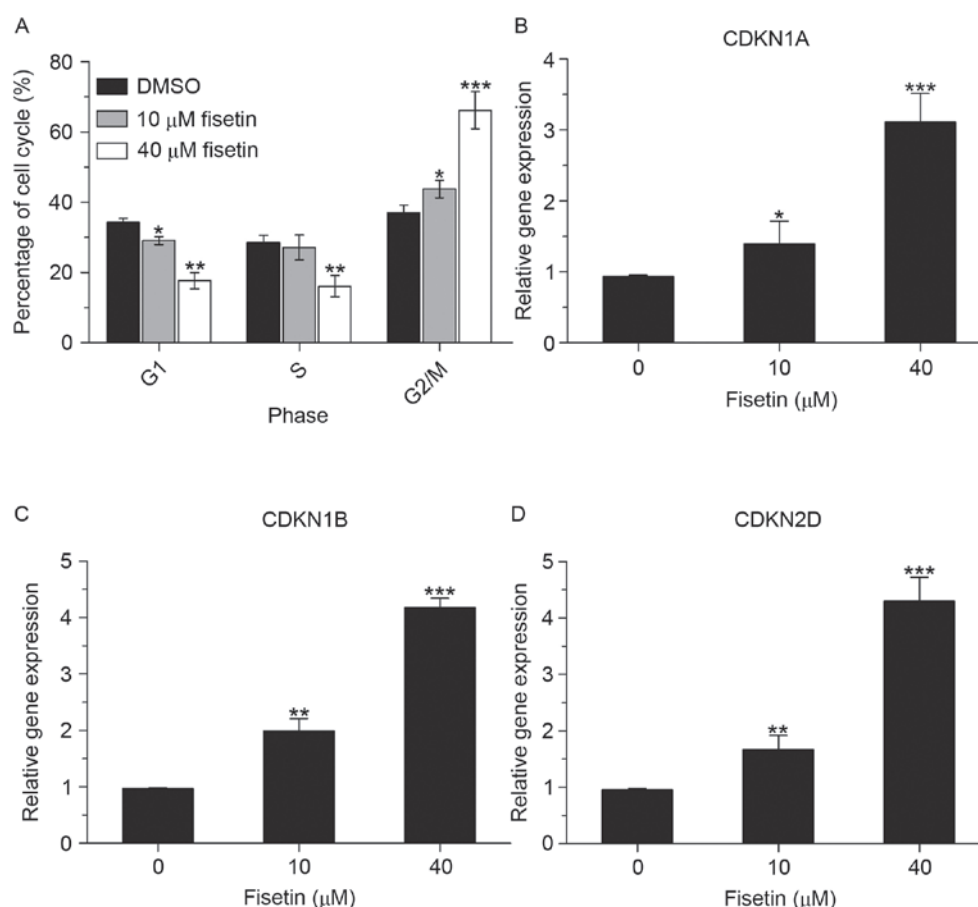 A
Percentage of cell cycle (%)
80
60
40
20
0
DMSO
10 μM fisetin
40 μM fisetin
*
**
**
*
***
G1
S
G2/M
Phase
B
CDKN1A
Relative gene expression
4
3
2
1
0
*
***
0 10 40
Fisetin (μM)
C
CDKN1B
Relative gene expression
5
4
3
2
1
0
**
***
0 10 40
Fisetin (μM)
D
CDKN2D
Relative gene expression
5
4
3
2
1
0
**
***
0 10 40
Fisetin (μM)